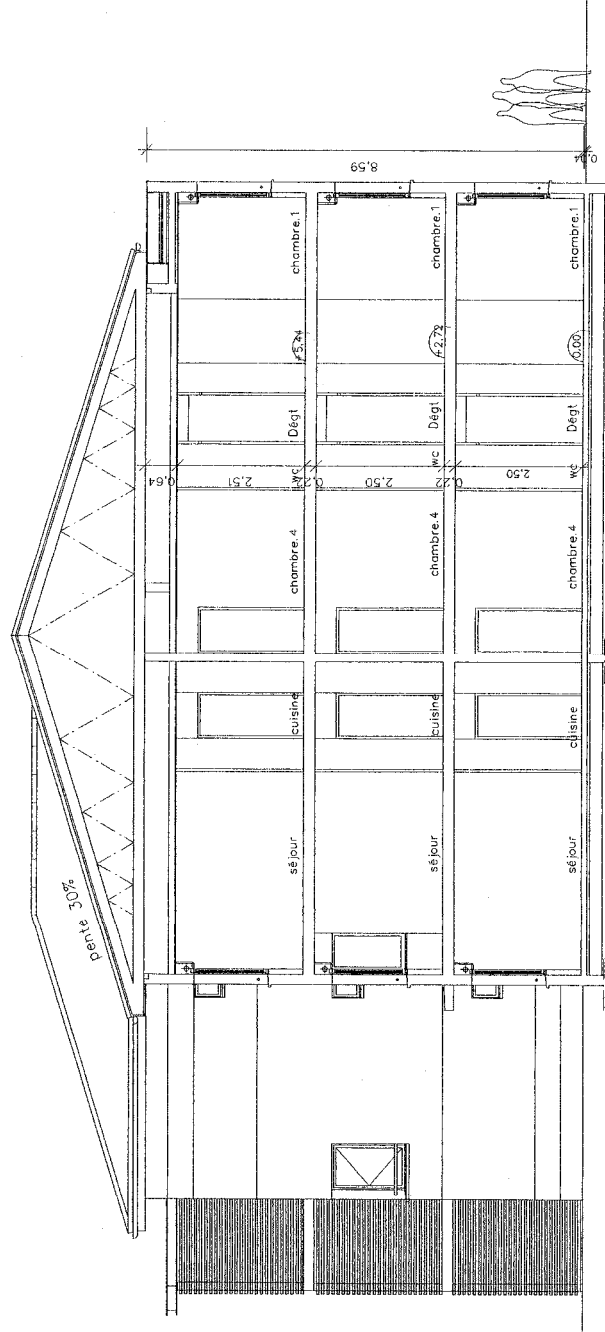 pente 30%
8,59
0,04
0,64
2,51
0,22
2,50
0,22
2,50
séjour
cuisine
chambre.4
wc
Dégt
+5.44
chambre.1
séjour
cuisine
chambre.4
wc
Dégt
+2.72
chambre.1
séjour
cuisine
chambre.4
wc
Dégt
0.00
chambre.1